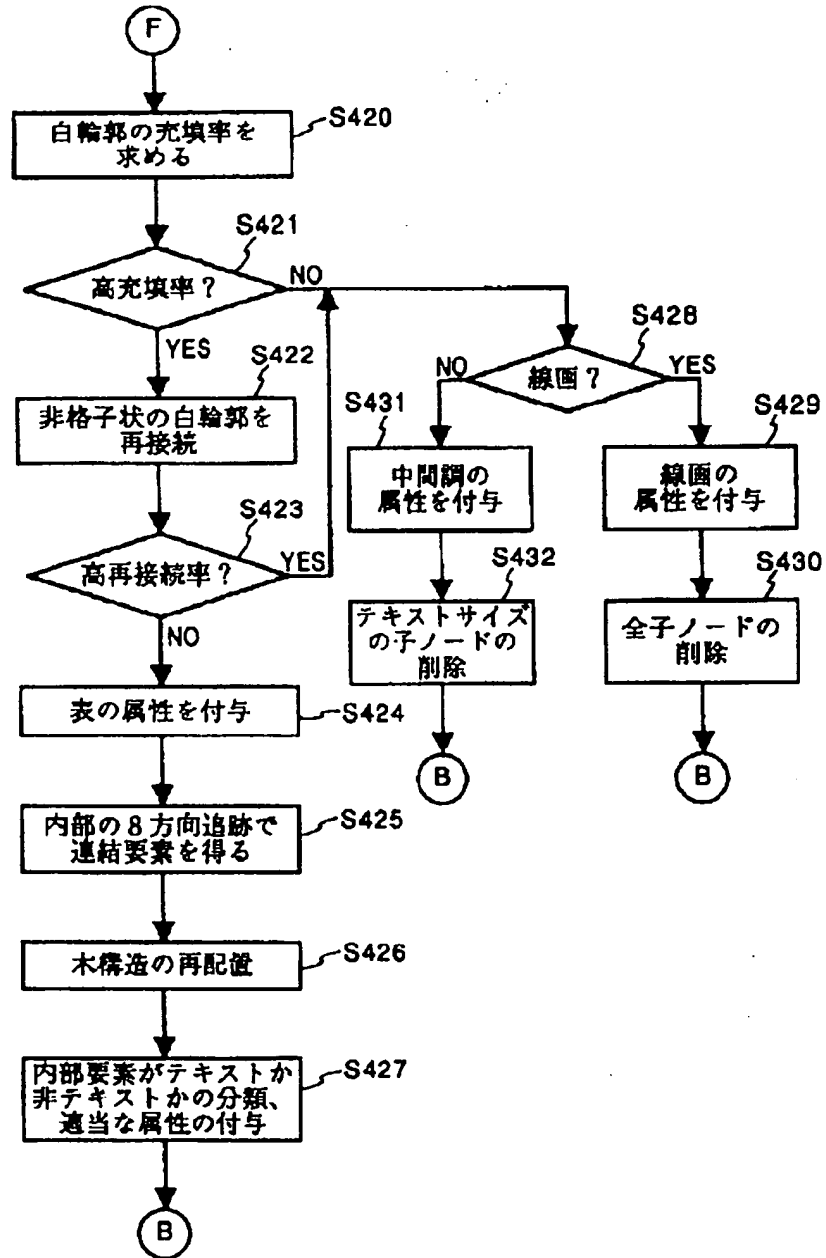 F
白輪郭の充填率を
求める
S420
S421
高充填率？
NO
YES
S422
非格子状の白輪郭を
再接続
S423
高再接続率？
YES
NO
表の属性を付与
S424
内部の8方向追跡で
連結要素を得る
S425
木構造の再配置
S426
内部要素がテキストか
非テキストかの分類、
適当な属性の付与
S427
B
S428
線画？
NO
YES
S431
中間調の
属性を付与
S432
テキストサイズ
の子ノードの
削除
B
S429
線画の
属性を付与
S430
全子ノードの
削除
B